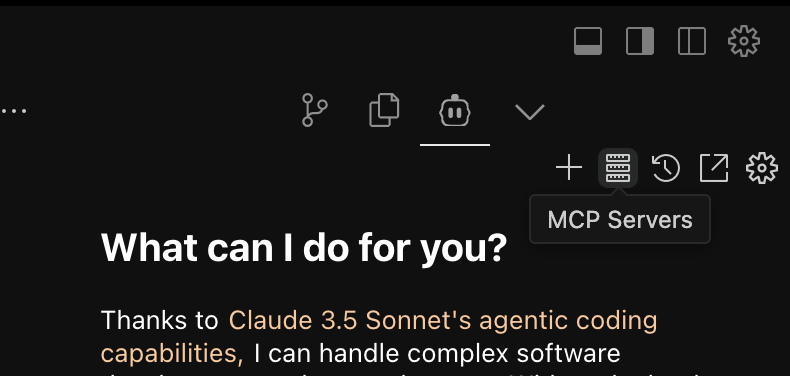 MCP Servers
What can I do for you?
Thanks to Claude 3.5 Sonnet's agentic coding
capabilities, I can handle complex software